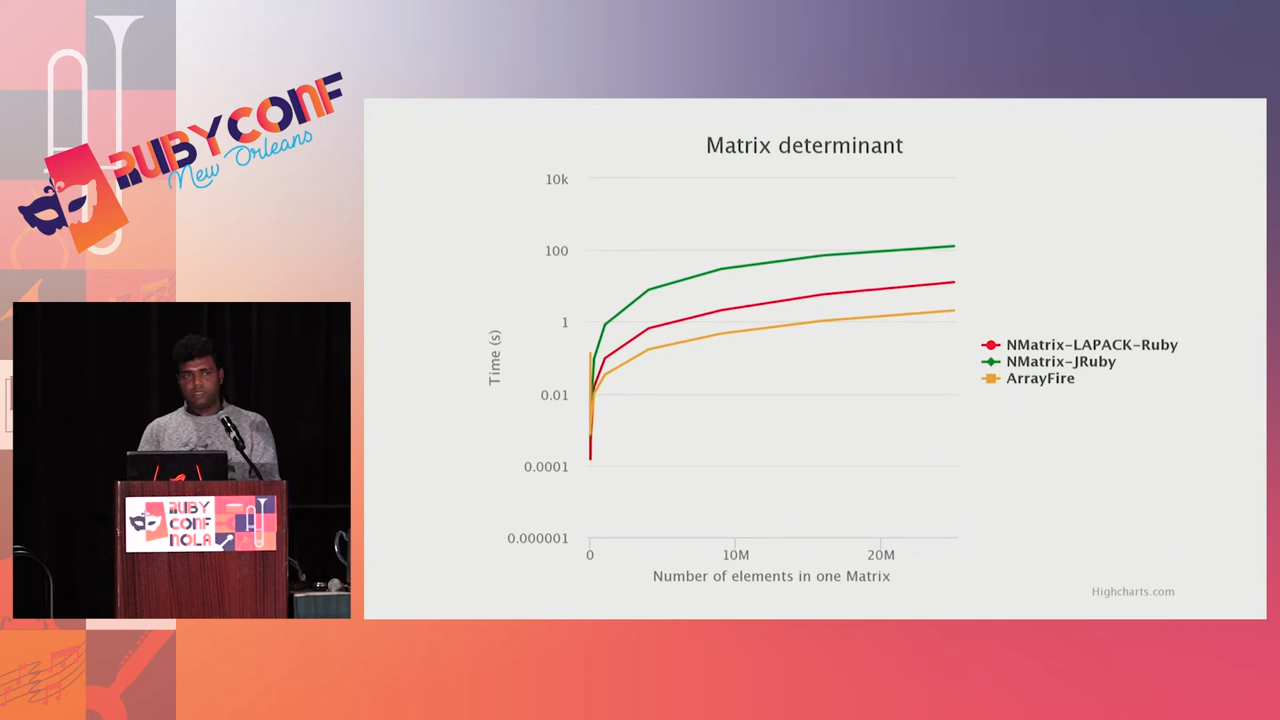 RUBYCONF
New Orleans
Matrix determinant
10k
100
1
0.01
0.0001
0.000001
Time (s)
0
10M
20M
Number of elements in one Matrix
NMatrix-LAPACK-Ruby
NMatrix-JRuby
ArrayFire
Highcharts.com
RUBY
CONF
NOLA